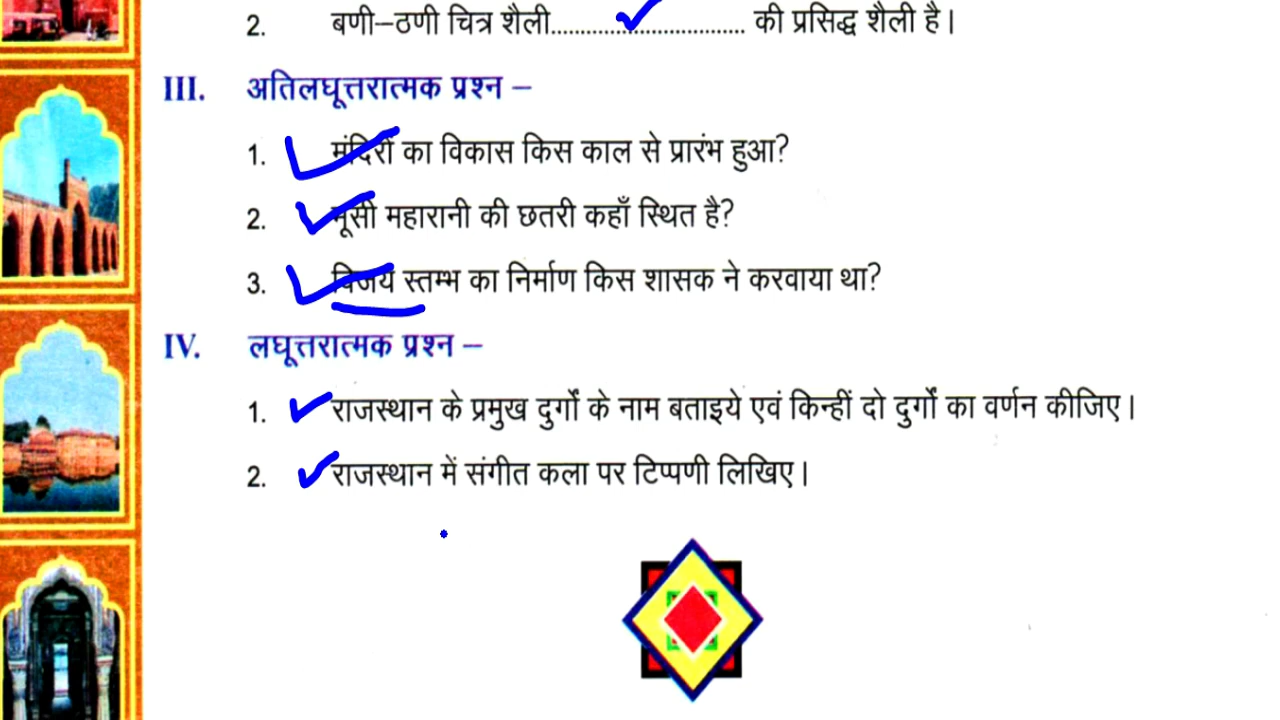 2. बणी–ठणी चित्र शैली.................................. की प्रसिद्ध शैली है।
III. अतिलघूत्तरात्मक प्रश्न –
1. मंदिरों का विकास किस काल से प्रारंभ हुआ?
2. मूसी महारानी की छतरी कहाँ स्थित है?
3. विजय स्तम्भ का निर्माण किस शासक ने करवाया था?
IV. लघूत्तरात्मक प्रश्न –
1. राजस्थान के प्रमुख दुर्गों के नाम बताइये एवं किन्हीं दो दुर्गों का वर्णन कीजिए।
2. राजस्थान में संगीत कला पर टिप्पणी लिखिए।